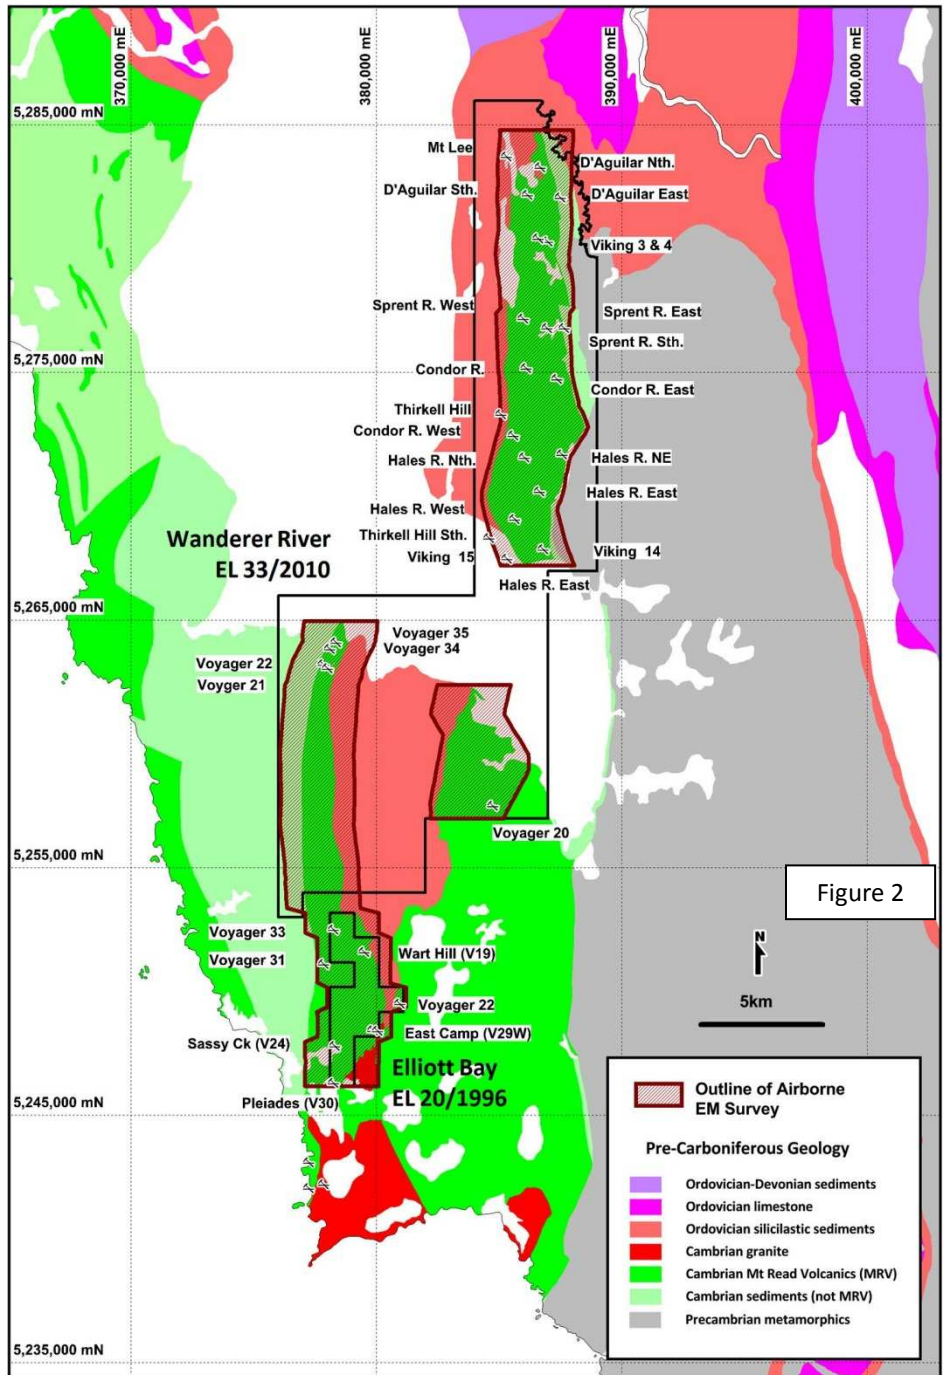 370,000 mE
380,000 mE
390,000 mE
400,000 mE
5,285,000 mN
Mt Lee
D'Aguilar Nth.
D'Aguilar Sth.
D'Aguilar East
Viking 3 & 4
Sprent R. West
Sprent R. East
Sprent R. Sth.
5,275,000 mN
Condor R.
Condor R. East
Thirkell Hill
Condor R. West
Hales R. Nth.
Hales R. NE
Hales R. East
Hales R. West
Thirkell Hill Sth.
Viking 15
Viking 14
Hales R. East
Wanderer River
EL 33/2010
5,265,000 mN
Voyager 35
Voyager 34
Voyager 22
Voyger 21
Voyager 20
5,255,000 mN
Figure 2
Voyager 33
Voyager 31
Wart Hill (V19)
N
5km
Voyager 22
East Camp (V29W)
Sassy Ck (V24)
Elliott Bay
EL 20/1996
Pleiades (V30)
5,245,000 mN
5,235,000 mN
Outline of Airborne
EM Survey
Pre-Carboniferous Geology
Ordovician-Devonian sediments
Ordovician limestone
Ordovician silicilastic sediments
Cambrian granite
Cambrian Mt Read Volcanics (MRV)
Cambrian sediments (not MRV)
Precambrian metamorphics